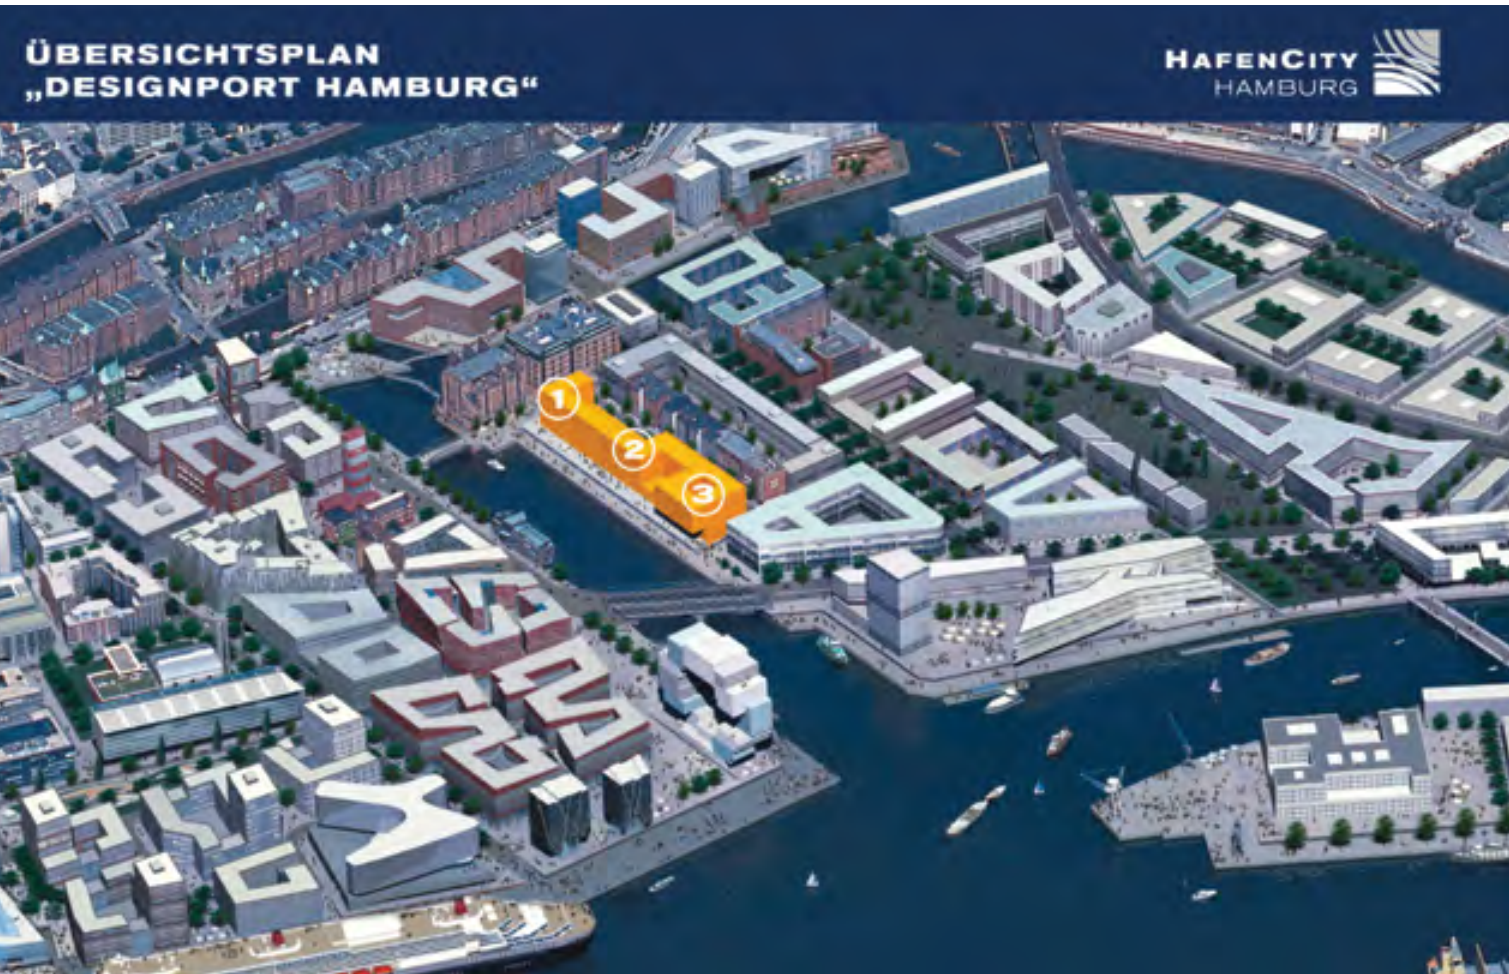 ÜBERSICHTSPLAN
„DESIGNPORT HAMBURG“
HAFENCITY
HAMBURG
1
2
3